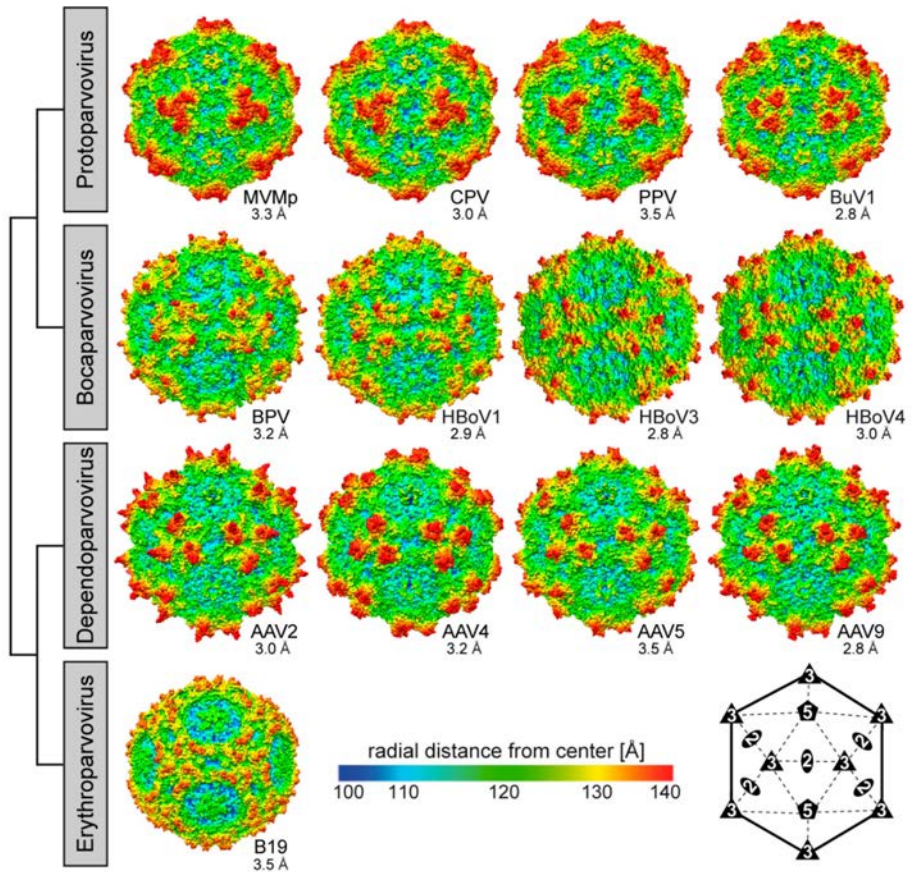 Protoparvovirus
MVMp
3.3 Å
CPV
3.0 Å
PPV
3.5 Å
BuV1
2.8 Å
Bocaparvovirus
BPV
3.2 Å
HBoV1
2.9 Å
HBoV3
2.8 Å
HBoV4
3.0 Å
Dependoparvovirus
AAV2
3.0 Å
AAV4
3.2 Å
AAV5
3.5 Å
AAV9
2.8 Å
Erythroparvovirus
B19
3.5 Å
radial distance from center [Å]
100 110 120 130 140
3
3 5 3
2 2
3 2 3
2 2
3 5 3
3